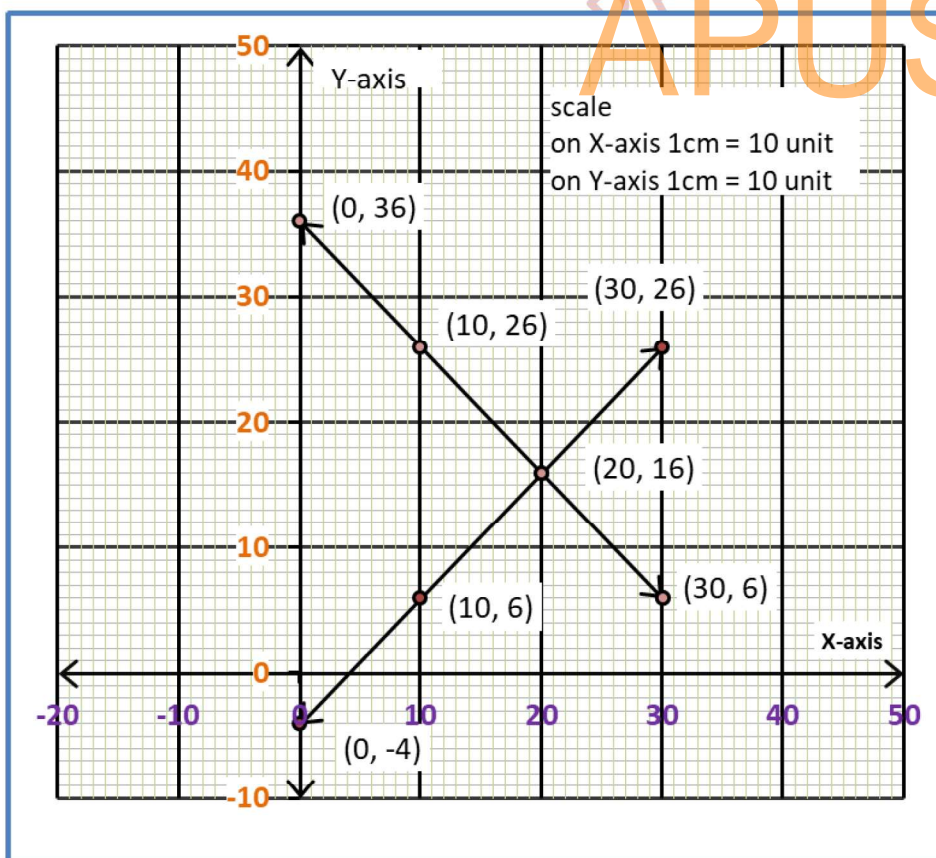 APUS
50
Y-axis
scale
on X-axis 1cm = 10 unit
on Y-axis 1cm = 10 unit
40
(0, 36)
30
(30, 26)
(10, 26)
20
(20, 16)
10
(30, 6)
(10, 6)
X-axis
0
-20 -10 0 10 20 30 40 50
(0, -4)
-10